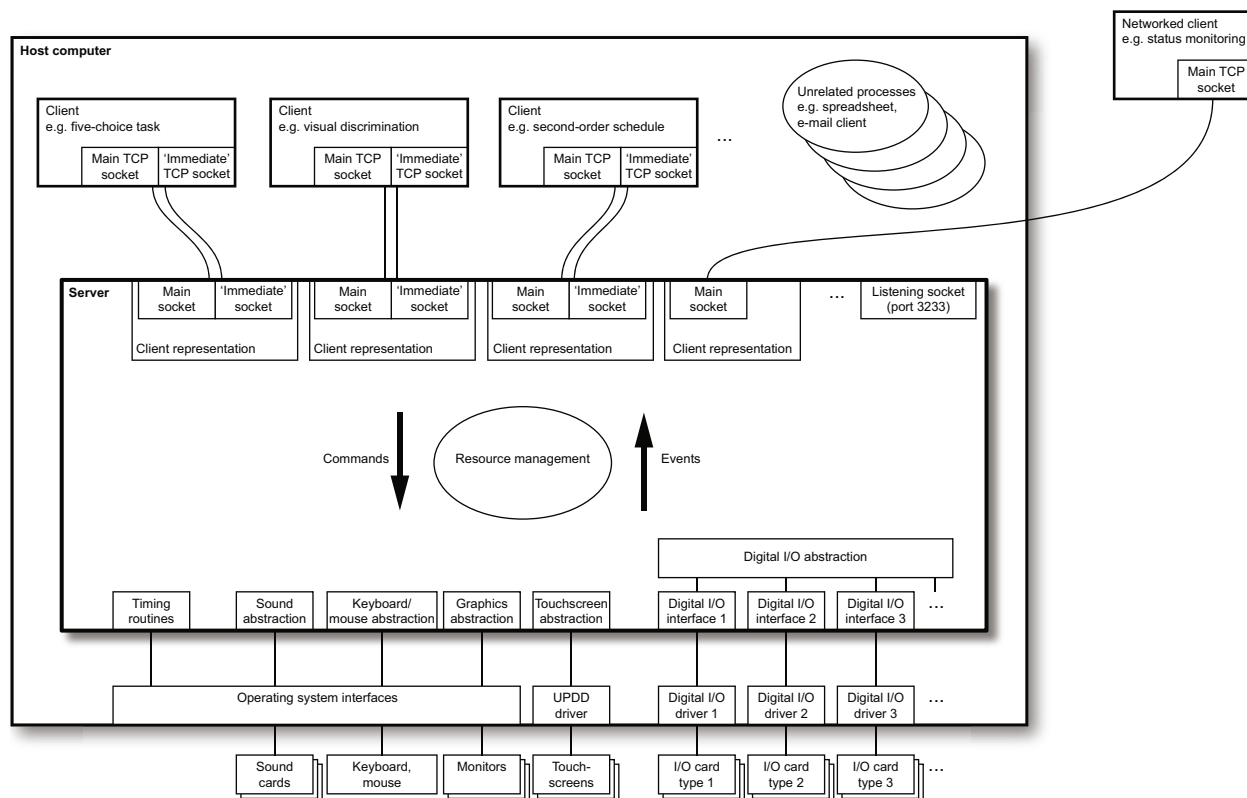 Host computer
Networked client
e.g. status monitoring
Main TCP
socket
Client
e.g. five-choice task
Main TCP
socket
‘Immediate’
TCP socket
Client
e.g. visual discrimination
Main TCP
socket
‘Immediate’
TCP socket
Client
e.g. second-order schedule
Main TCP
socket
‘Immediate’
TCP socket
...
Unrelated processes
e.g. spreadsheet,
e-mail client
Server
Main
socket
‘Immediate’
socket
Client representation
Main
socket
‘Immediate’
socket
Client representation
Main
socket
‘Immediate’
socket
Client representation
Main
socket
Client representation
...
Listening socket
(port 3233)
Commands
Resource management
Events
Digital I/O abstraction
Timing
routines
Sound
abstraction
Keyboard/
mouse abstraction
Graphics
abstraction
Touchscreen
abstraction
Digital I/O
interface 1
Digital I/O
interface 2
Digital I/O
interface 3
...
Operating system interfaces
UPDD
driver
Digital I/O
driver 1
Digital I/O
driver 2
Digital I/O
driver 3
...
Sound
cards
Keyboard,
mouse
Monitors
Touch-
screens
I/O card
type 1
I/O card
type 2
I/O card
type 3
...